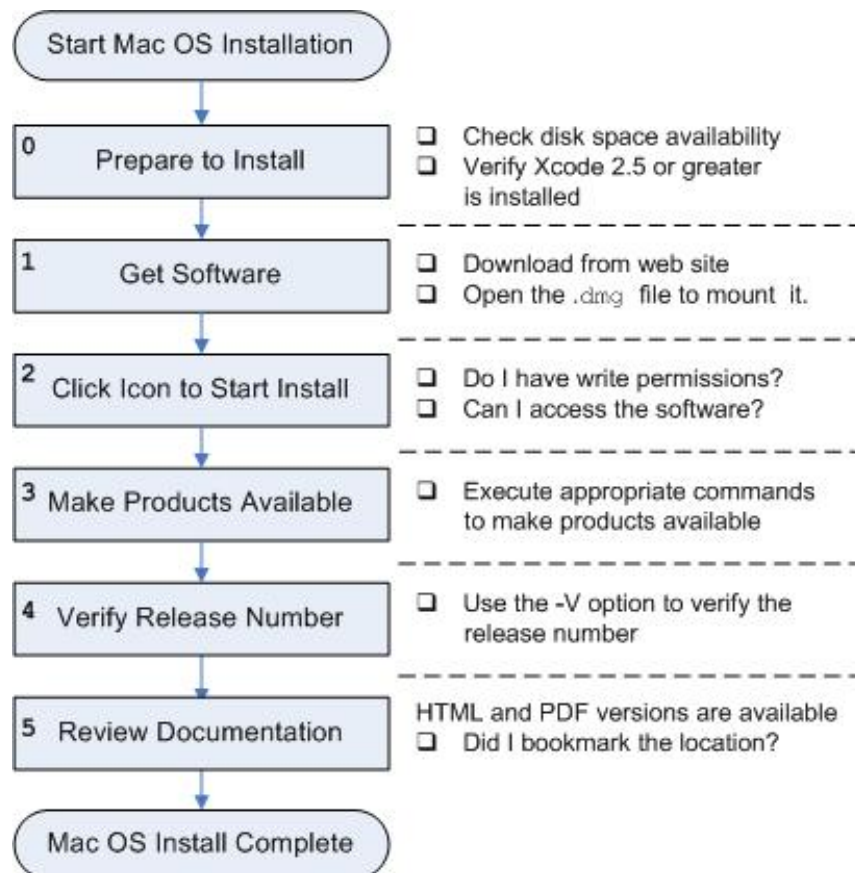 Start Mac OS Installation
0
Prepare to Install
❑ Check disk space availability
❑ Verify Xcode 2.5 or greater
is installed
1
Get Software
❑ Download from web site
❑ Open the .dmg file to mount it.
2
Click Icon to Start Install
❑ Do I have write permissions?
❑ Can I access the software?
3
Make Products Available
❑ Execute appropriate commands
to make products available
4
Verify Release Number
❑ Use the -V option to verify the
release number
5
Review Documentation
HTML and PDF versions are available
❑ Did I bookmark the location?
Mac OS Install Complete